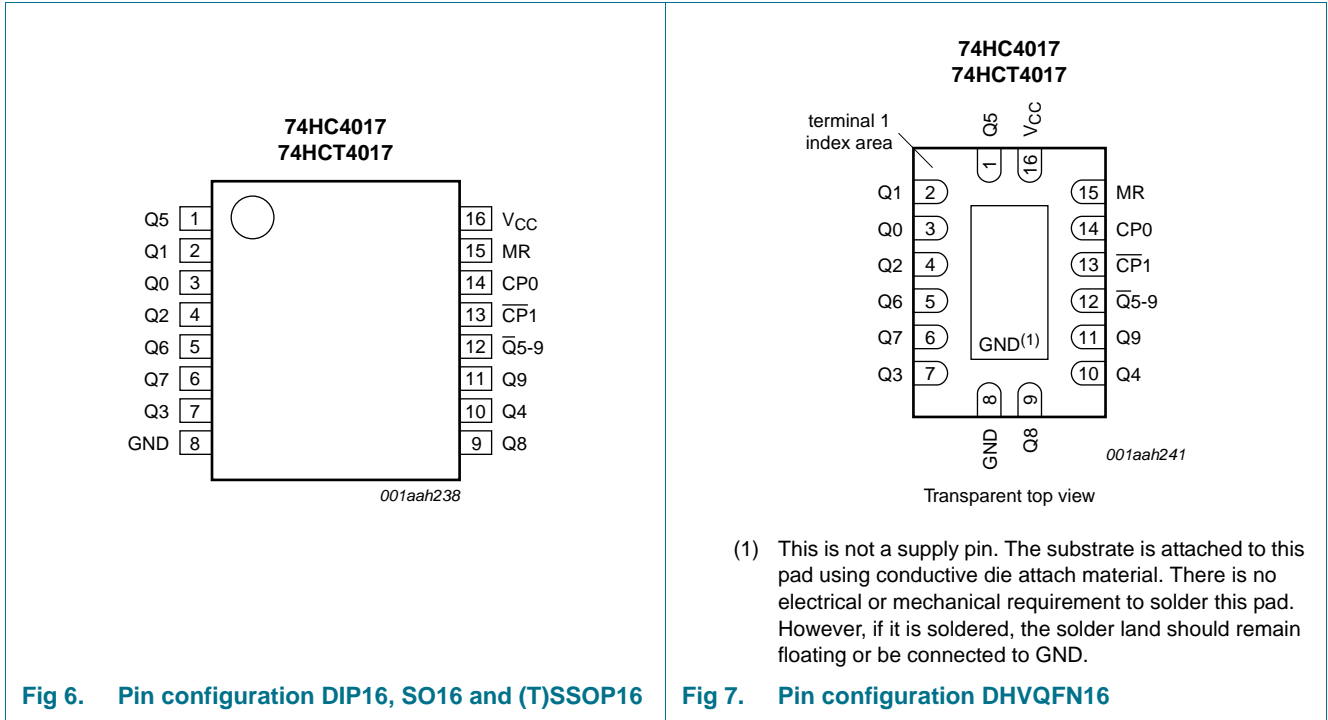 74HC4017
74HCT4017
Q5 1
Q1 2
Q0 3
Q2 4
Q6 5
Q7 6
Q3 7
GND 8
16 VCC
15 MR
14 CP0
13 C̅P̅1
12 Q̅5-9
11 Q9
10 Q4
9 Q8
001aah238
Fig 6. Pin configuration DIP16, SO16 and (T)SSOP16
74HC4017
74HCT4017
terminal 1
index area
Q5
VCC
1
16
Q1 2
Q0 3
Q2 4
Q6 5
Q7 6
Q3 7
15 MR
14 CP0
13 C̅P̅1
12 Q̅5-9
11 Q9
10 Q4
GND(1)
8
9
GND
Q8
001aah241
Transparent top view
(1) This is not a supply pin. The substrate is attached to this
pad using conductive die attach material. There is no
electrical or mechanical requirement to solder this pad.
However, if it is soldered, the solder land should remain
floating or be connected to GND.
Fig 7. Pin configuration DHVQFN16